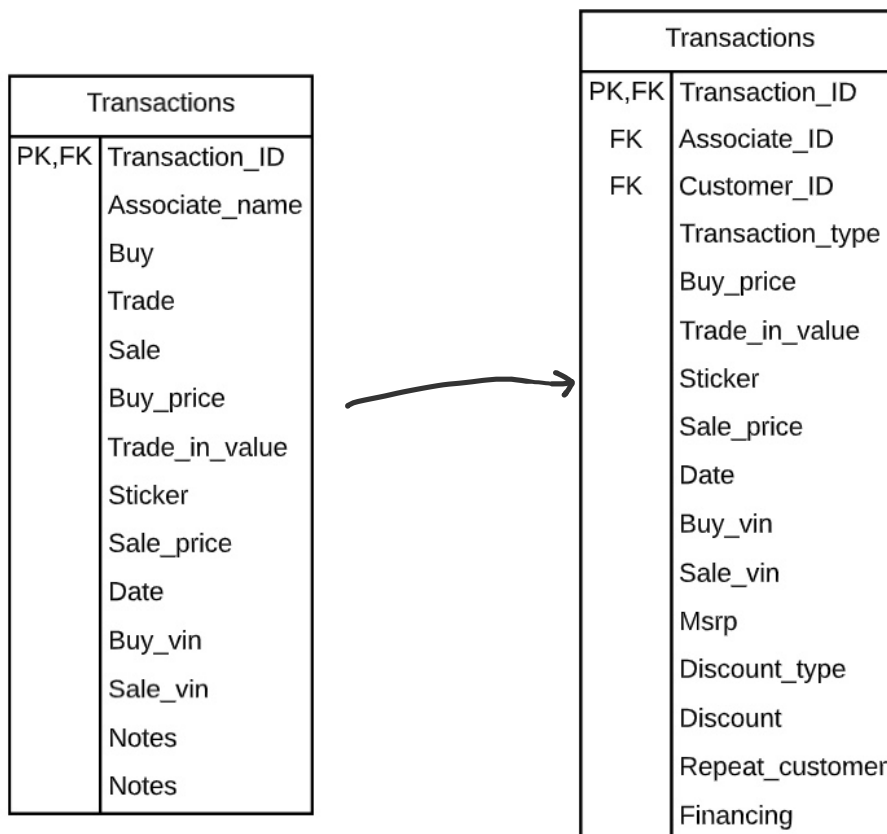 Transactions
PK,FK Transaction_ID
Associate_name
Buy
Trade
Sale
Buy_price
Trade_in_value
Sticker
Sale_price
Date
Buy_vin
Sale_vin
Notes
Notes
Transactions
PK,FK Transaction_ID
FK Associate_ID
FK Customer_ID
Transaction_type
Buy_price
Trade_in_value
Sticker
Sale_price
Date
Buy_vin
Sale_vin
Msrp
Discount_type
Discount
Repeat_customer
Financing